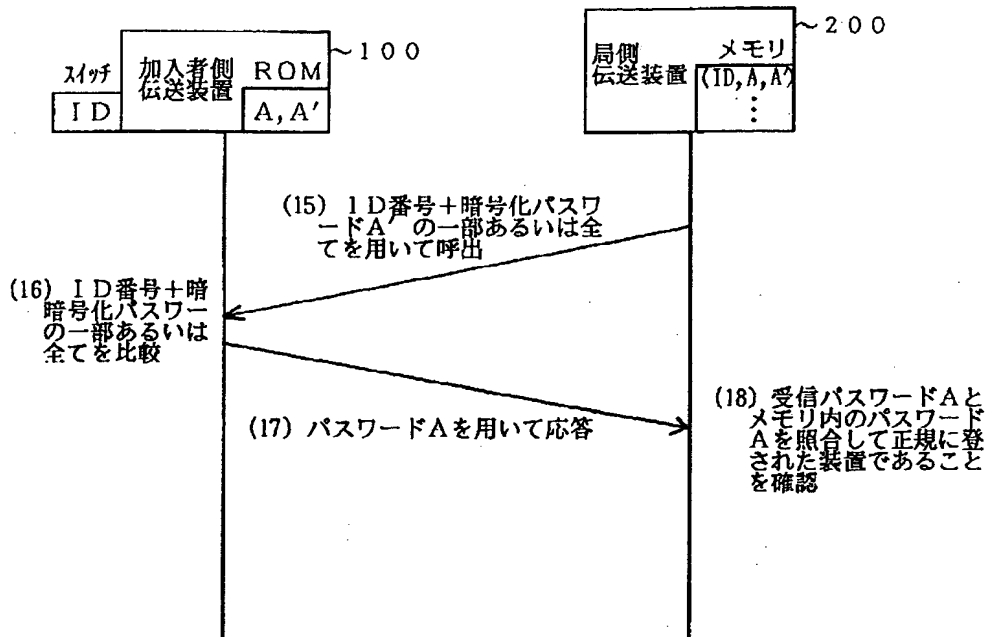 ~100
スイッチ
加入者側
伝送装置
ROM
ID
A,A'
~200
局側
伝送装置
メモリ
(ID,A,A')
⋮
(15) ID番号+暗号化パスワ
ードA' の一部あるいは全
てを用いて呼出
(16) ID番号+暗
暗号化パスワー
の一部あるいは
全てを比較
(17) パスワードAを用いて応答
(18) 受信パスワードAと
メモリ内のパスワード
Aを照合して正規に登
された装置であること
を確認